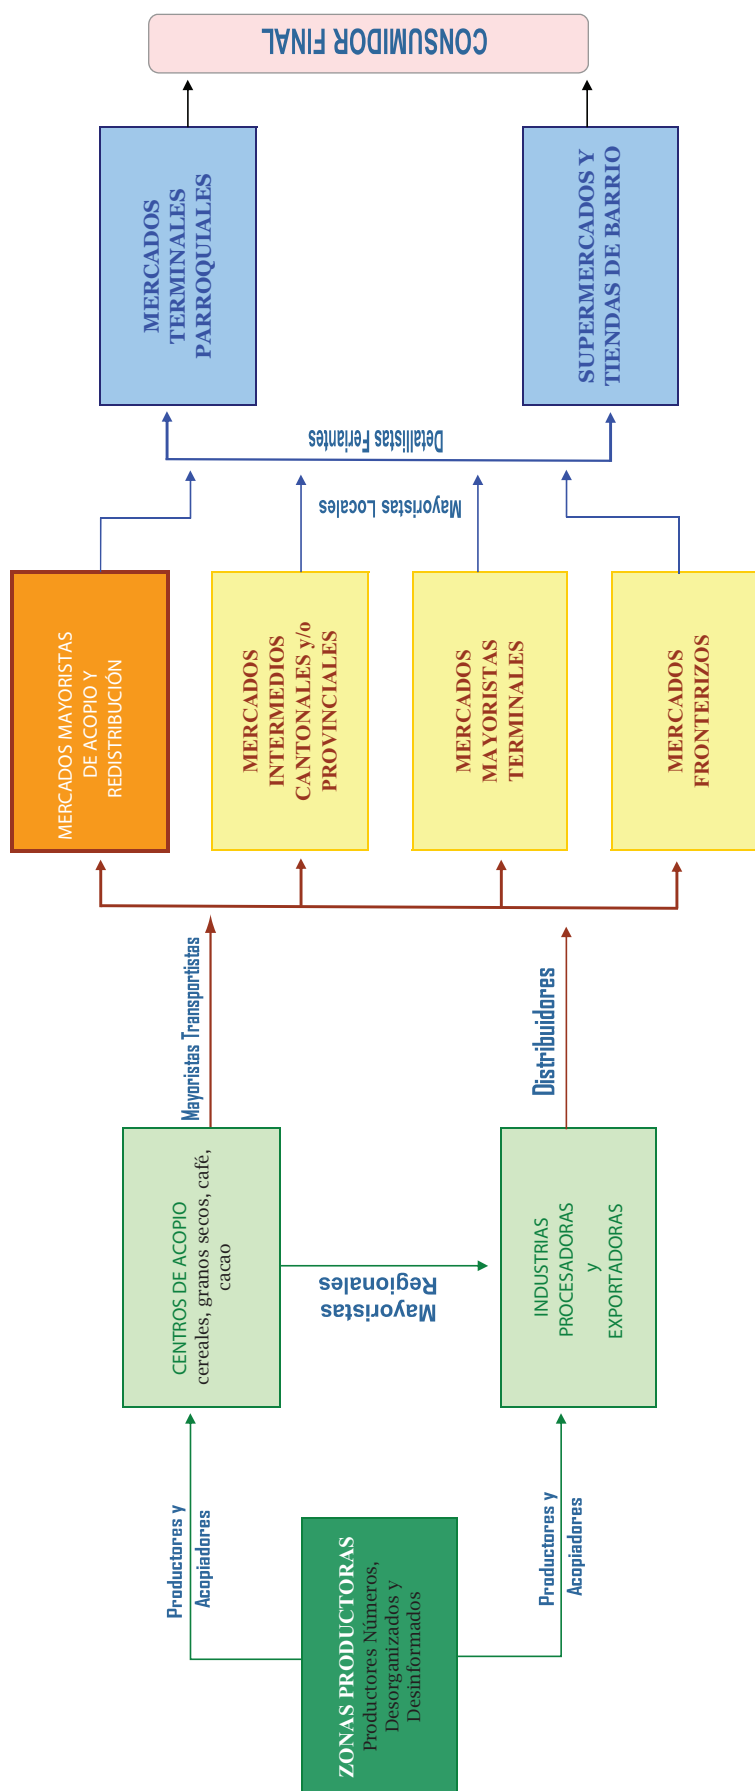 ZONAS PRODUCTORAS
Productores Números,
Desorganizados y
Desinformados
Productores y
Acopiadores
Productores y
Acopiadores
CENTROS DE ACOPIO
cereales, granos secos, café,
cacao
Mayoristas
Regionales
INDUSTRIAS
PROCESADORAS
y
EXPORTADORAS
Mayoristas Transportistas
Distribuidores
MERCADOS MAYORISTAS
DE ACOPIO Y
REDISTRIBUCIÓN
MERCADOS
INTERMEDIOS
CANTONALES y/o
PROVINCIALES
MERCADOS
MAYORISTAS
TERMINALES
MERCADOS
FRONTERIZOS
Mayoristas Locales
Detallistas Feriantes
MERCADOS
TERMINALES
PARROQUIALES
SUPERMERCADOS Y
TIENDAS DE BARRIO
CONSUMIDOR FINAL